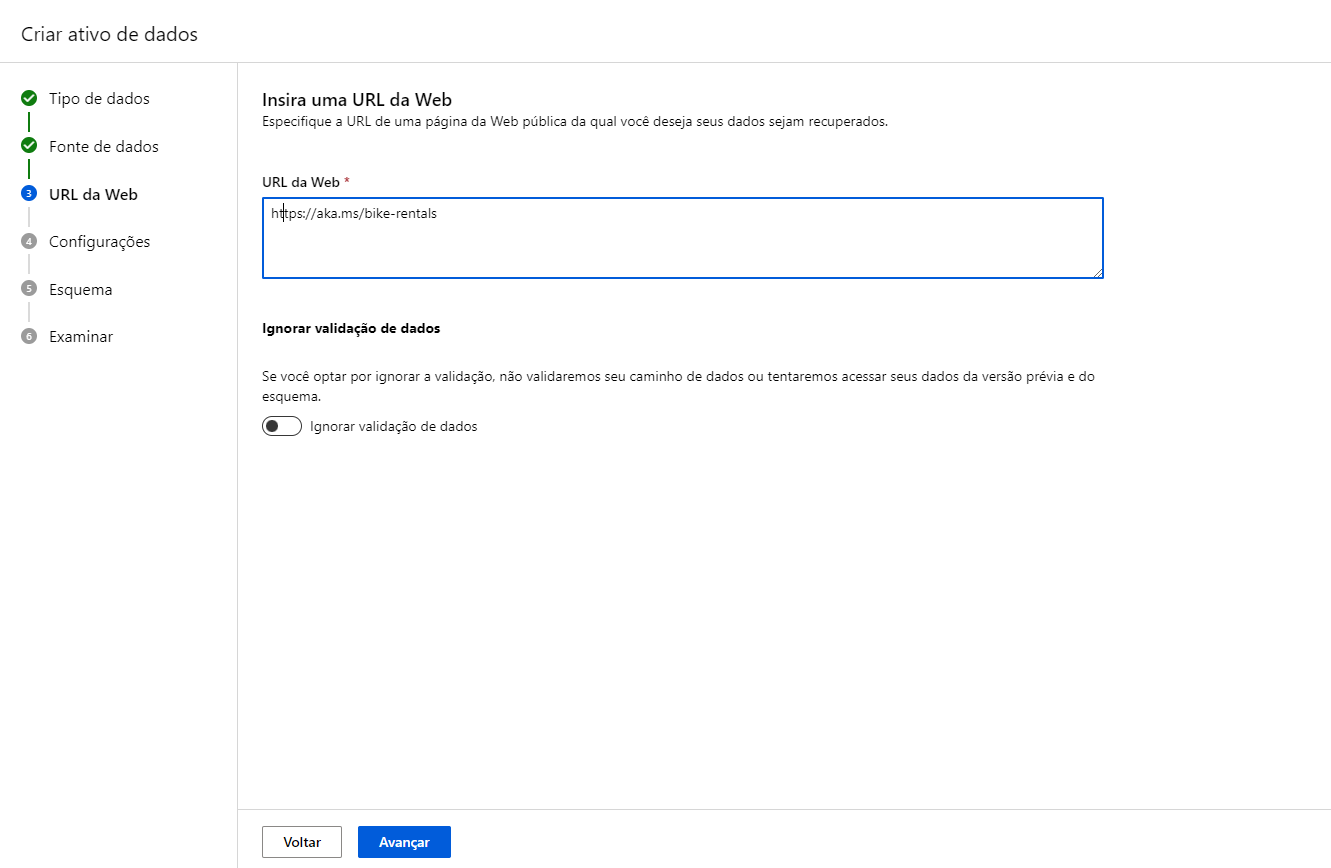 Criar ativo de dados
Tipo de dados
Fonte de dados
3 URL da Web
4 Configurações
5 Esquema
6 Examinar
Insira uma URL da Web
Especifique a URL de uma página da Web pública da qual você deseja seus dados sejam recuperados.
URL da Web *
https://aka.ms/bike-rentals
Ignorar validação de dados
Se você optar por ignorar a validação, não validaremos seu caminho de dados ou tentaremos acessar seus dados da versão prévia e do
esquema.
Ignorar validação de dados
Voltar
Avançar